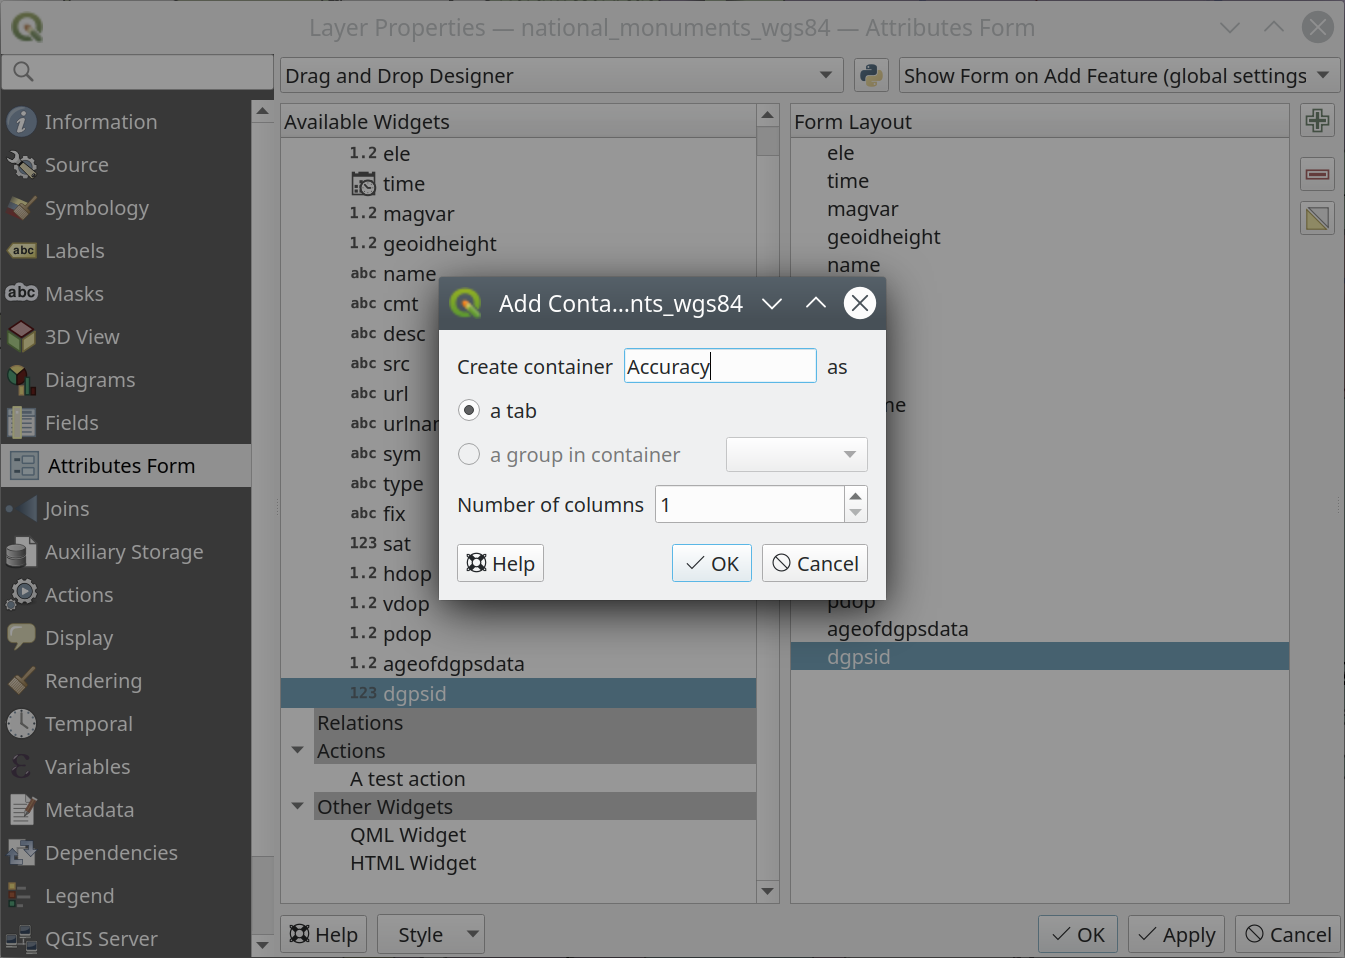 Layer Properties — national_monuments_wgs84 — Attributes Form
Drag and Drop Designer
Show Form on Add Feature (global settings
Information
Source
Symbology
Labels
Masks
3D View
Diagrams
Fields
Attributes Form
Joins
Auxiliary Storage
Actions
Display
Rendering
Temporal
Variables
Metadata
Dependencies
Legend
QGIS Server
Available Widgets
1.2 ele
time
1.2 magvar
1.2 geoidheight
abc name
abc cmt
abc desc
abc src
abc url
abc urlnar
abc sym
abc type
abc fix
123 sat
1.2 hdop
1.2 vdop
1.2 pdop
1.2 ageofdgpsdata
123 dgpsid
Relations
Actions
A test action
Other Widgets
QML Widget
HTML Widget
Form Layout
ele
time
magvar
geoidheight
name
ne
pdop
ageofdgpsdata
dgpsid
Add Conta...nts_wgs84
Create container Accuracy as
a tab
a group in container
Number of columns 1
Help OK Cancel
Help Style OK Apply Cancel